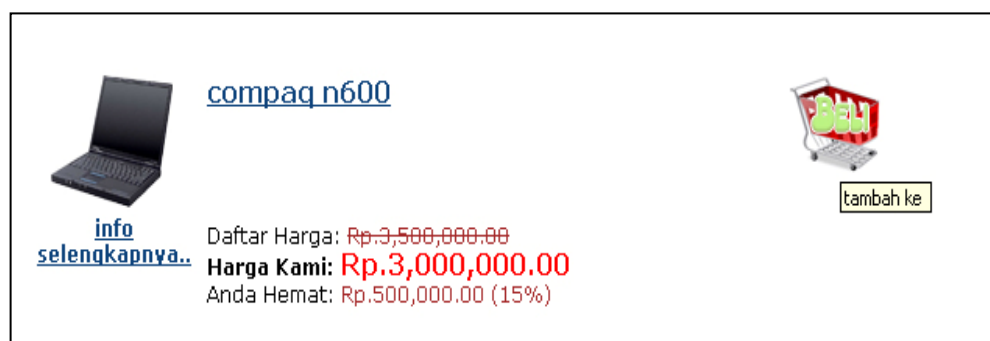 compaq n600
BELI
tambah ke
info
selengkapnya..
Daftar Harga: Rp.3,500,000.00
Harga Kami: Rp.3,000,000.00
Anda Hemat: Rp.500,000.00 (15%)